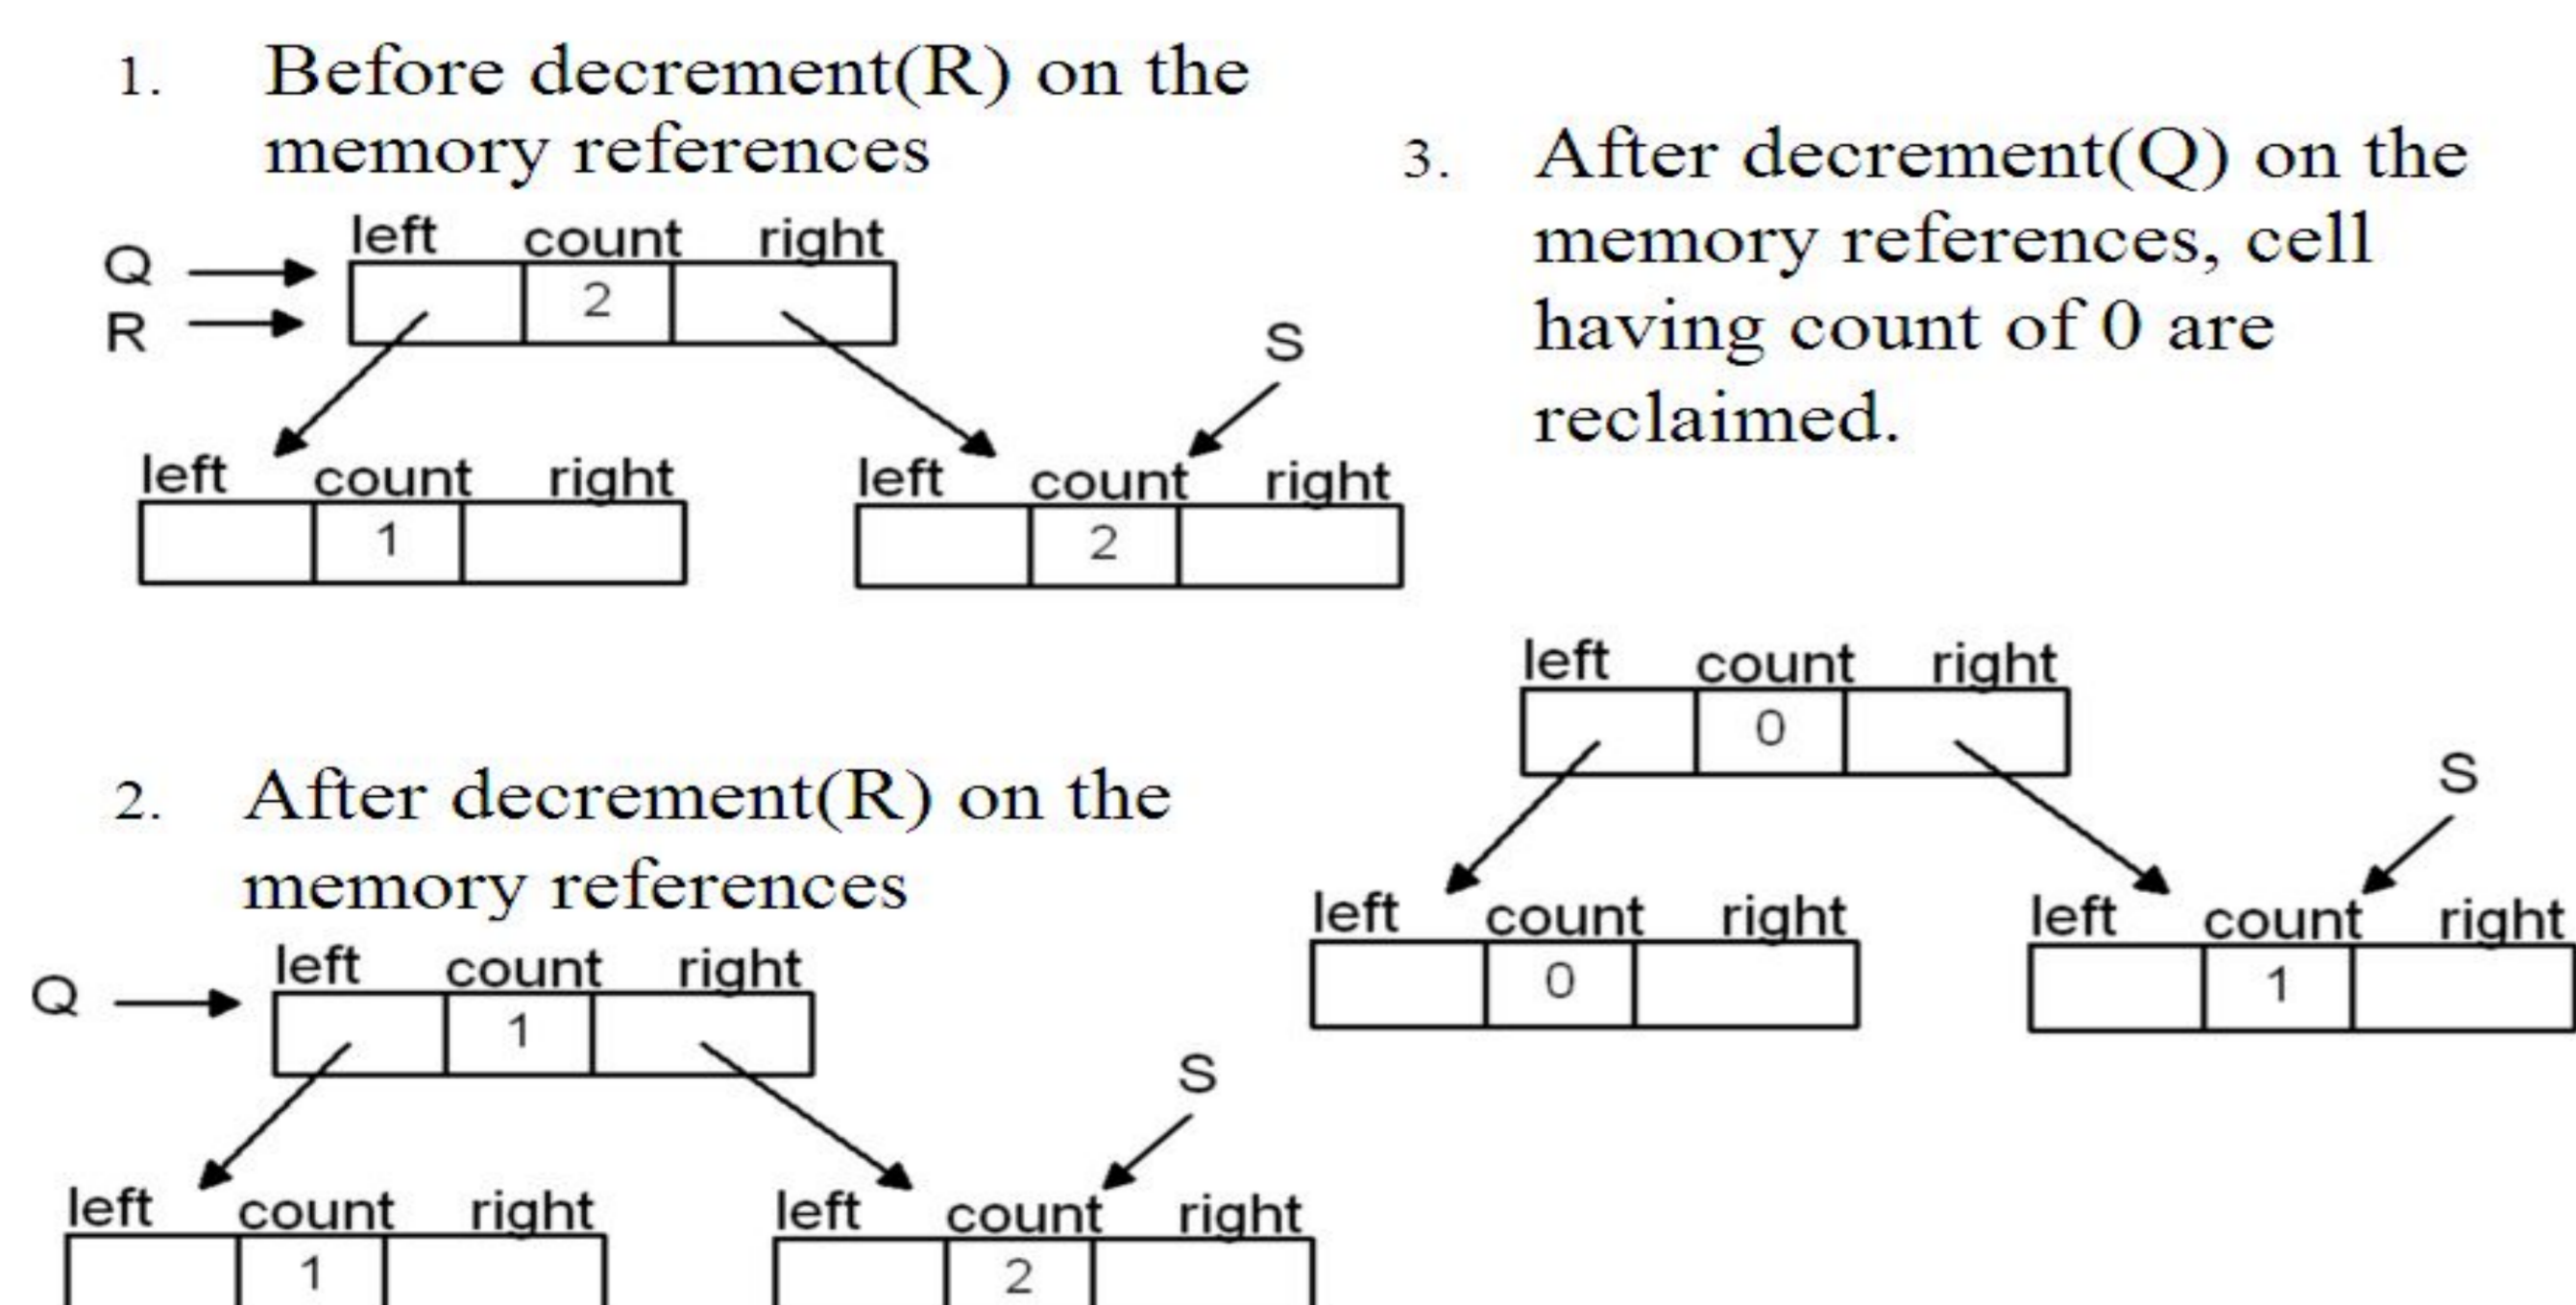 1. Before decrement(R) on the
memory references
left count right
Q
2
R
S
left count right
left count right
1
2
2. After decrement(R) on the
memory references
left count right
Q
1
S
left count right
left count right
1
2
3. After decrement(Q) on the
memory references, cell
having count of 0 are
reclaimed.
left count right
0
S
left count right
left count right
0
1